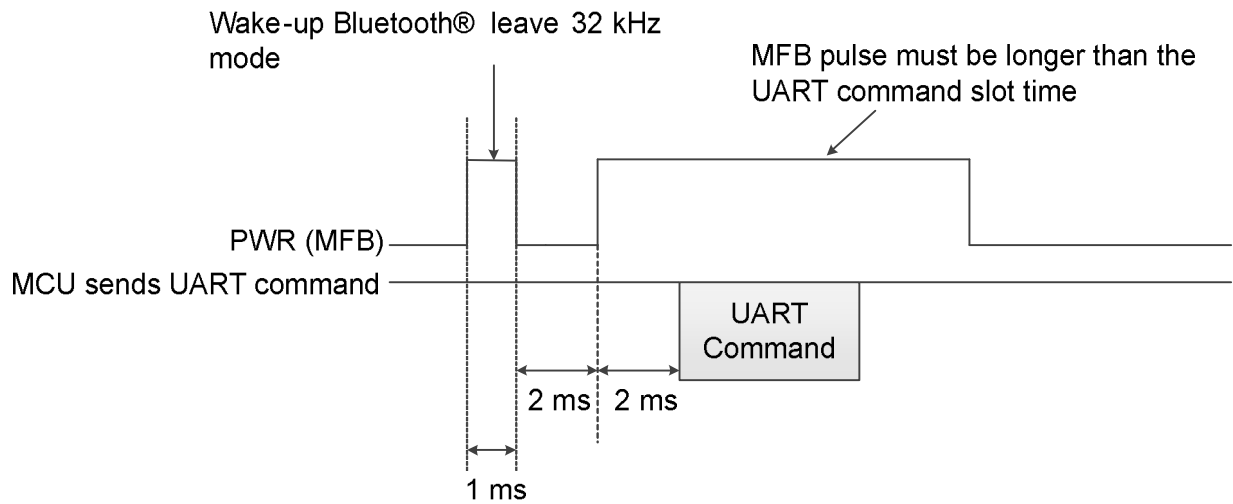 Wake-up Bluetooth® leave 32 kHz
mode
MFB pulse must be longer than the
UART command slot time
PWR (MFB)
MCU sends UART command
UART
Command
2 ms
2 ms
1 ms